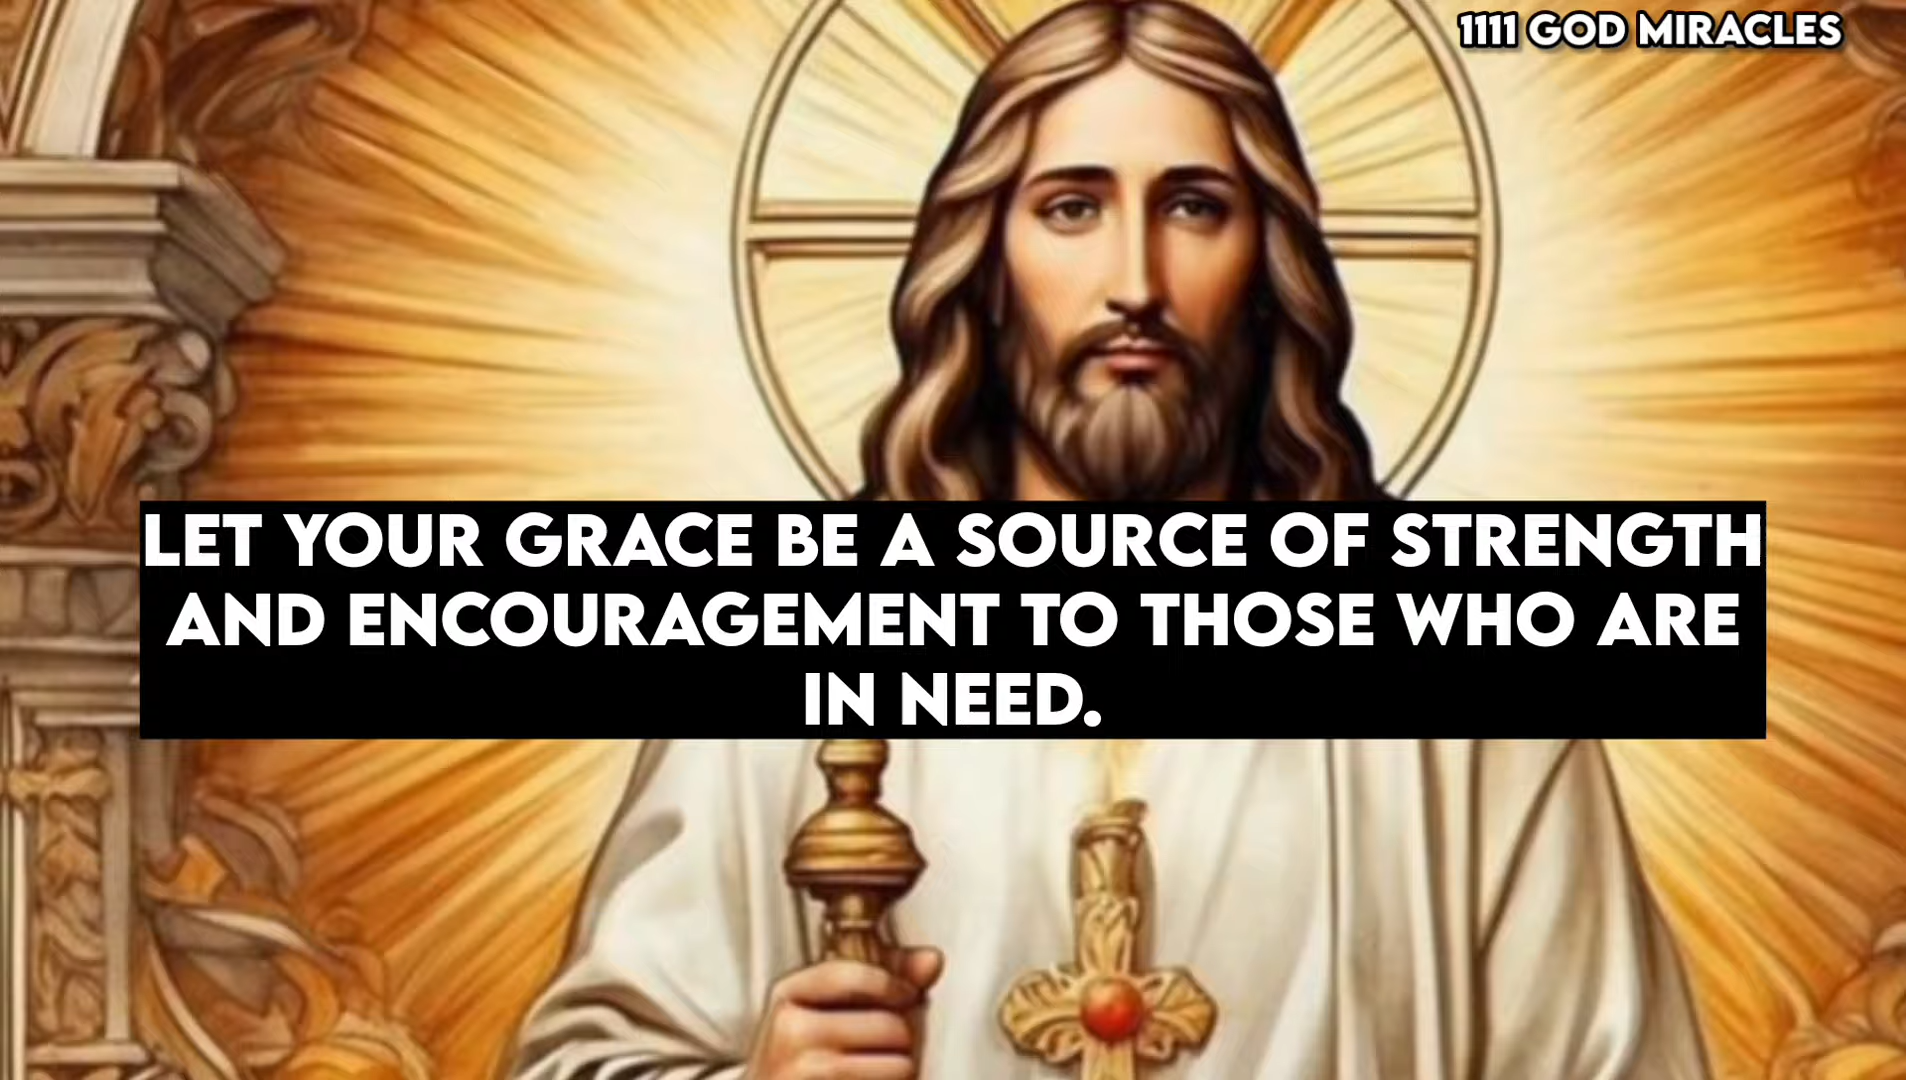 1111 GOD MIRACLES
LET YOUR GRACE BE A SOURCE OF STRENGTH
AND ENCOURAGEMENT TO THOSE WHO ARE
IN NEED.